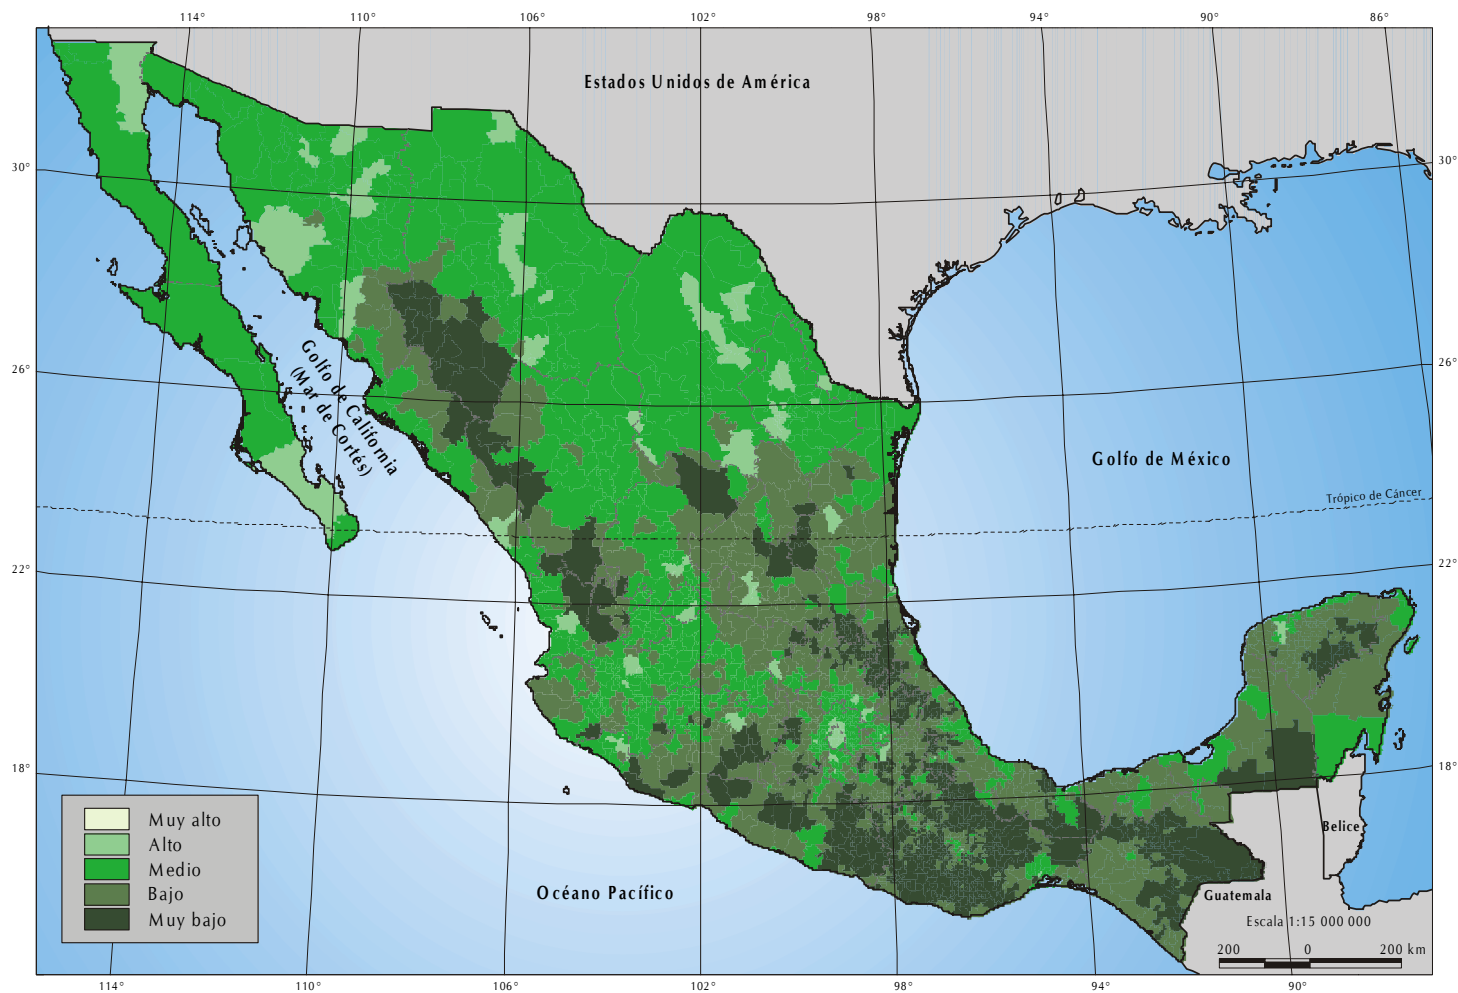 114°
110°
106°
102°
98°
94°
90°
86°
Estados Unidos de América
30°
30°
26°
26°
Golfo de California
(Mar de Cortés)
Golfo de México
Trópico de Cáncer
22°
22°
18°
18°
Muy alto
Alto
Medio
Bajo
Muy bajo
Océano Pacífico
Belice
Guatemala
Escala 1:15 000 000
200 0 200 km
114°
110°
106°
102°
98°
94°
90°